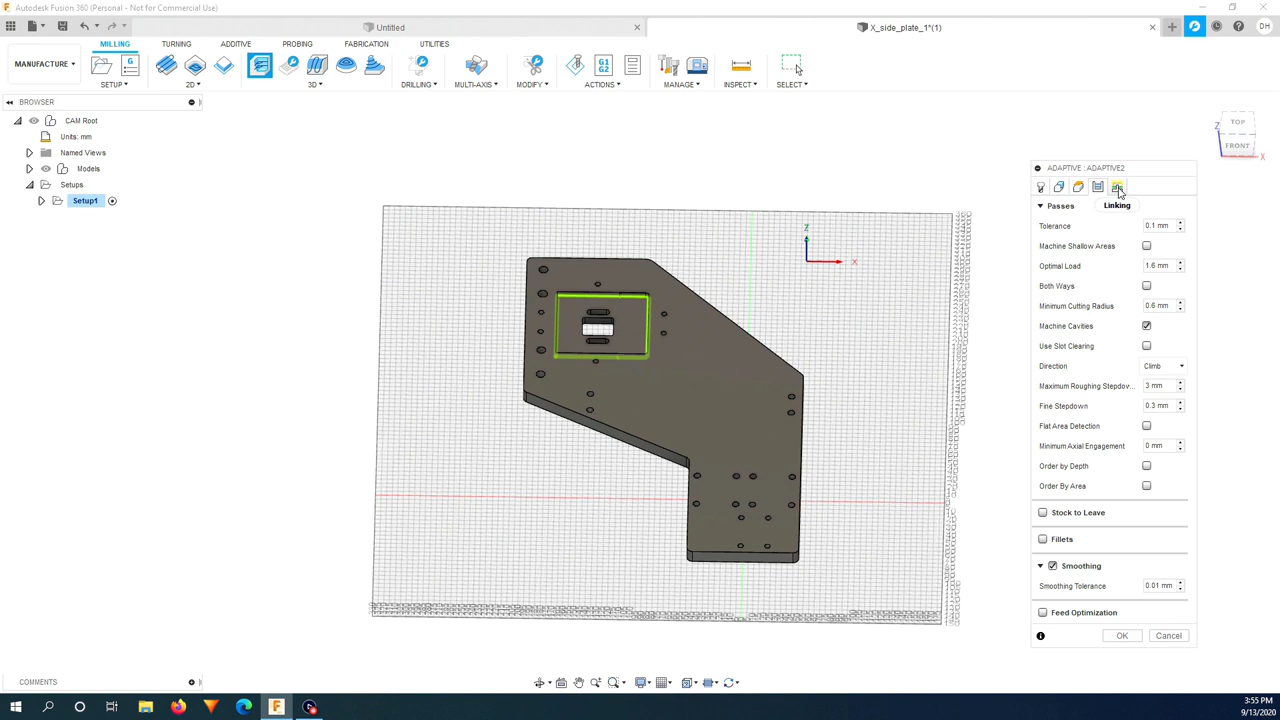 Autodesk Fusion 360 (Personal - Not for Commercial Use)
Untitled
X_side_plate_1*(1)
DH
MILLING TURNING ADDITIVE PROBING FABRICATION UTILITIES
MANUFACTURE
G G1 G2
SETUP 2D 3D DRILLING MULTI-AXIS MODIFY ACTIONS MANAGE INSPECT SELECT
BROWSER
CAM Root
Units: mm
Named Views
Models
Setups
Setup1
TOP
FRONT
Z
X
Z
X
ADAPTIVE : ADAPTIVE2
Linking
Passes
Tolerance 0.1 mm
Machine Shallow Areas
Optimal Load 1.6 mm
Both Ways
Minimum Cutting Radius 0.6 mm
Machine Cavities
Use Slot Clearing
Direction Climb
Maximum Roughing Stepdov... 3 mm
Fine Stepdown 0.3 mm
Flat Area Detection
Minimum Axial Engagement 0 mm
Order by Depth
Order By Area
Stock to Leave
Fillets
Smoothing
Smoothing Tolerance 0.01 mm
Feed Optimization
OK Cancel
COMMENTS
3:55 PM
9/13/2020